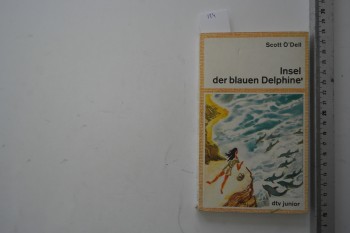 Scott O'Dell
Insel
der blauen Delphine
dtv junior